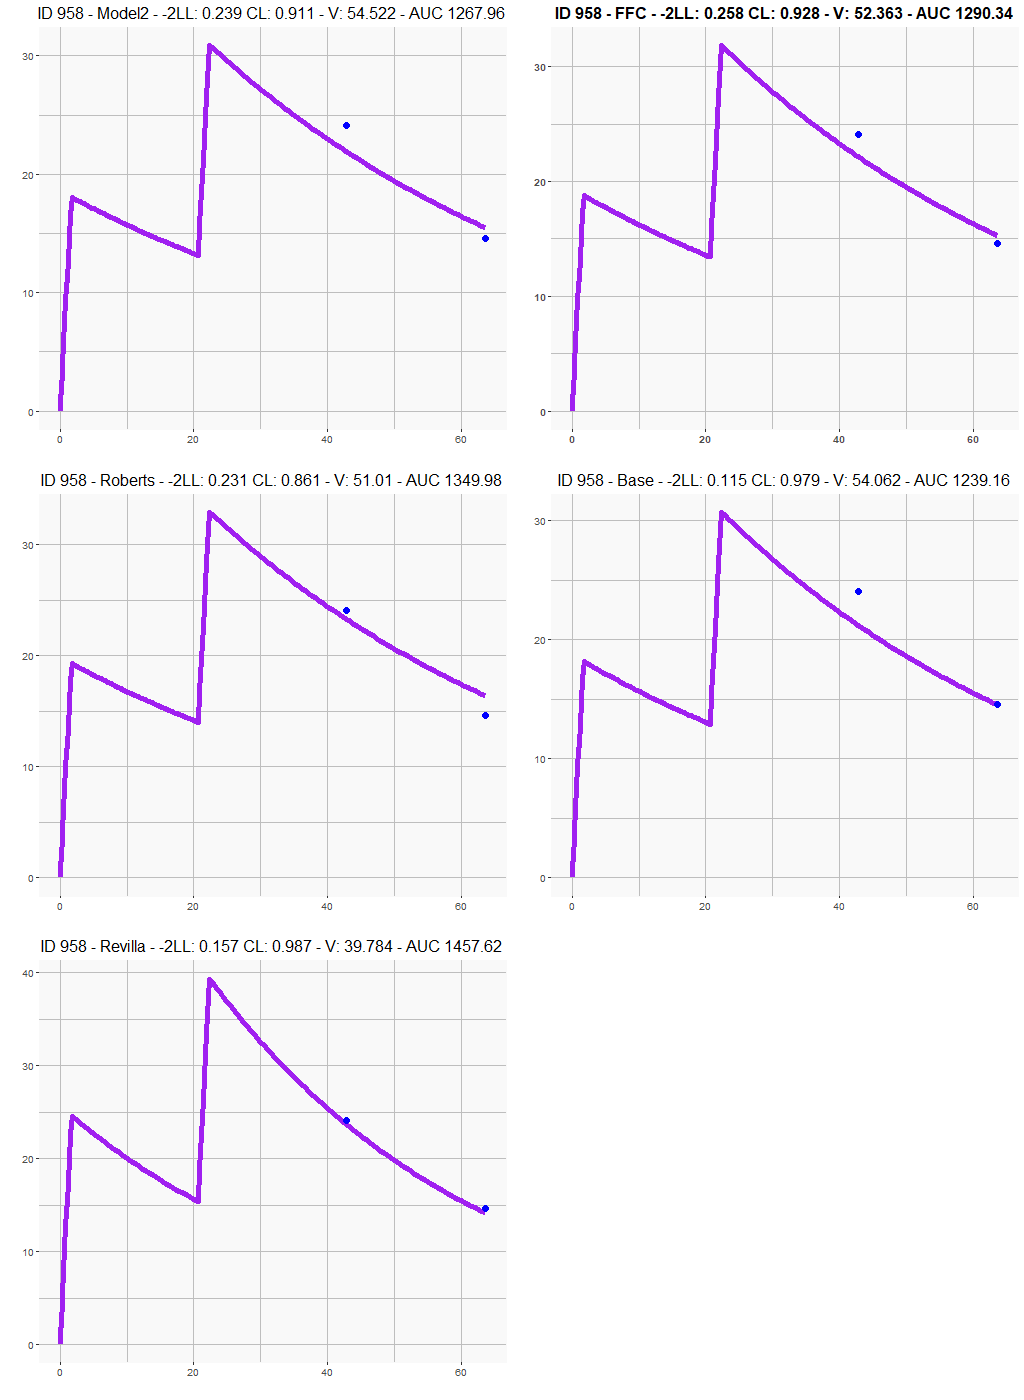 ID 958 - Model2 - -2LL: 0.239 CL: 0.911 - V: 54.522 - AUC 1267.96
30
20
10
0
0 20 40 60
ID 958 - FFC - -2LL: 0.258 CL: 0.928 - V: 52.363 - AUC 1290.34
30
20
10
0
0 20 40 60
ID 958 - Roberts - -2LL: 0.231 CL: 0.861 - V: 51.01 - AUC 1349.98
30
20
10
0
0 20 40 60
ID 958 - Base - -2LL: 0.115 CL: 0.979 - V: 54.062 - AUC 1239.16
30
20
10
0
0 20 40 60
ID 958 - Revilla - -2LL: 0.157 CL: 0.987 - V: 39.784 - AUC 1457.62
40
30
20
10
0
0 20 40 60